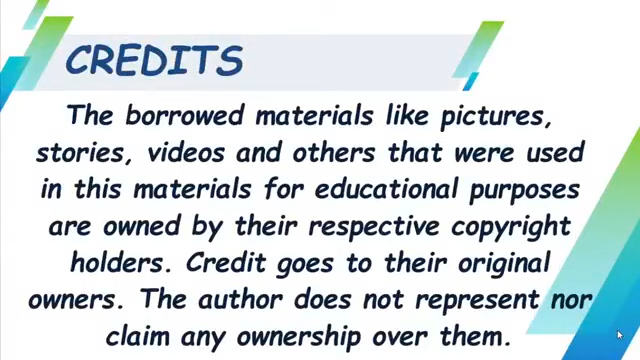 CREDITS
The borrowed materials like pictures,
stories, videos and others that were used
in this materials for educational purposes
are owned by their respective copyright
holders. Credit goes to their original
owners. The author does not represent nor
claim any ownership over them.